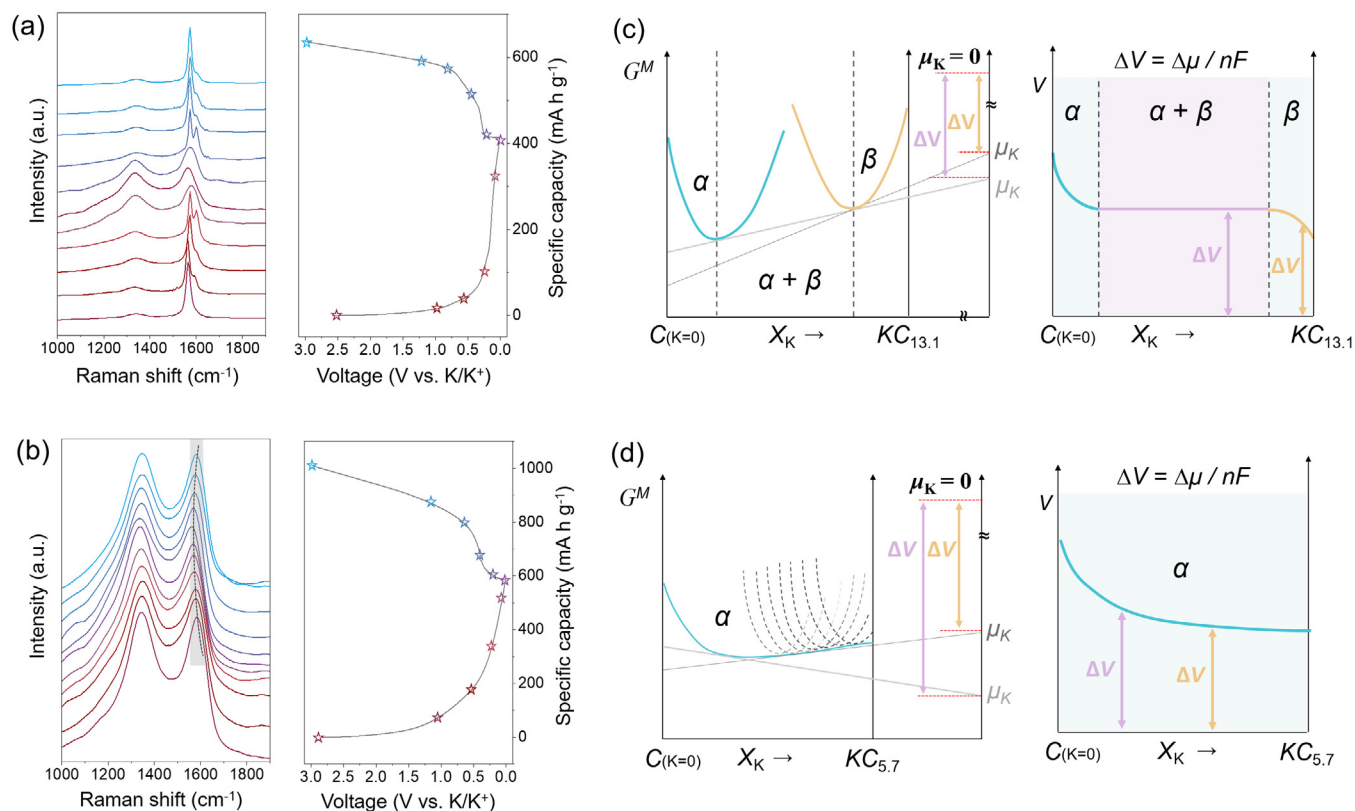 (a)
Intensity (a.u.)
1000 1200 1400 1600 1800
Raman shift (cm⁻¹)
3.0 2.5 2.0 1.5 1.0 0.5 0.0
Voltage (V vs. K/K⁺)
600
400
200
0
Specific capacity (mA h g⁻¹)
(c)
Gᴹ
μ_K = 0
≈
ΔV
ΔV
α
β
μ_K
μ_K
α + β
≈
C(K=0) X_K → KC₁₃.₁
ΔV = Δμ / nF
V
α
α + β
β
ΔV
ΔV
C(K=0) X_K → KC₁₃.₁
(b)
Intensity (a.u.)
1000 1200 1400 1600 1800
Raman shift (cm⁻¹)
3.0 2.5 2.0 1.5 1.0 0.5 0.0
Voltage (V vs. K/K⁺)
1000
800
600
400
200
0
Specific capacity (mA h g⁻¹)
(d)
Gᴹ
μ_K = 0
≈
ΔV
ΔV
α
μ_K
μ_K
C(K=0) X_K → KC₅.₇
ΔV = Δμ / nF
V
α
ΔV
ΔV
C(K=0) X_K → KC₅.₇